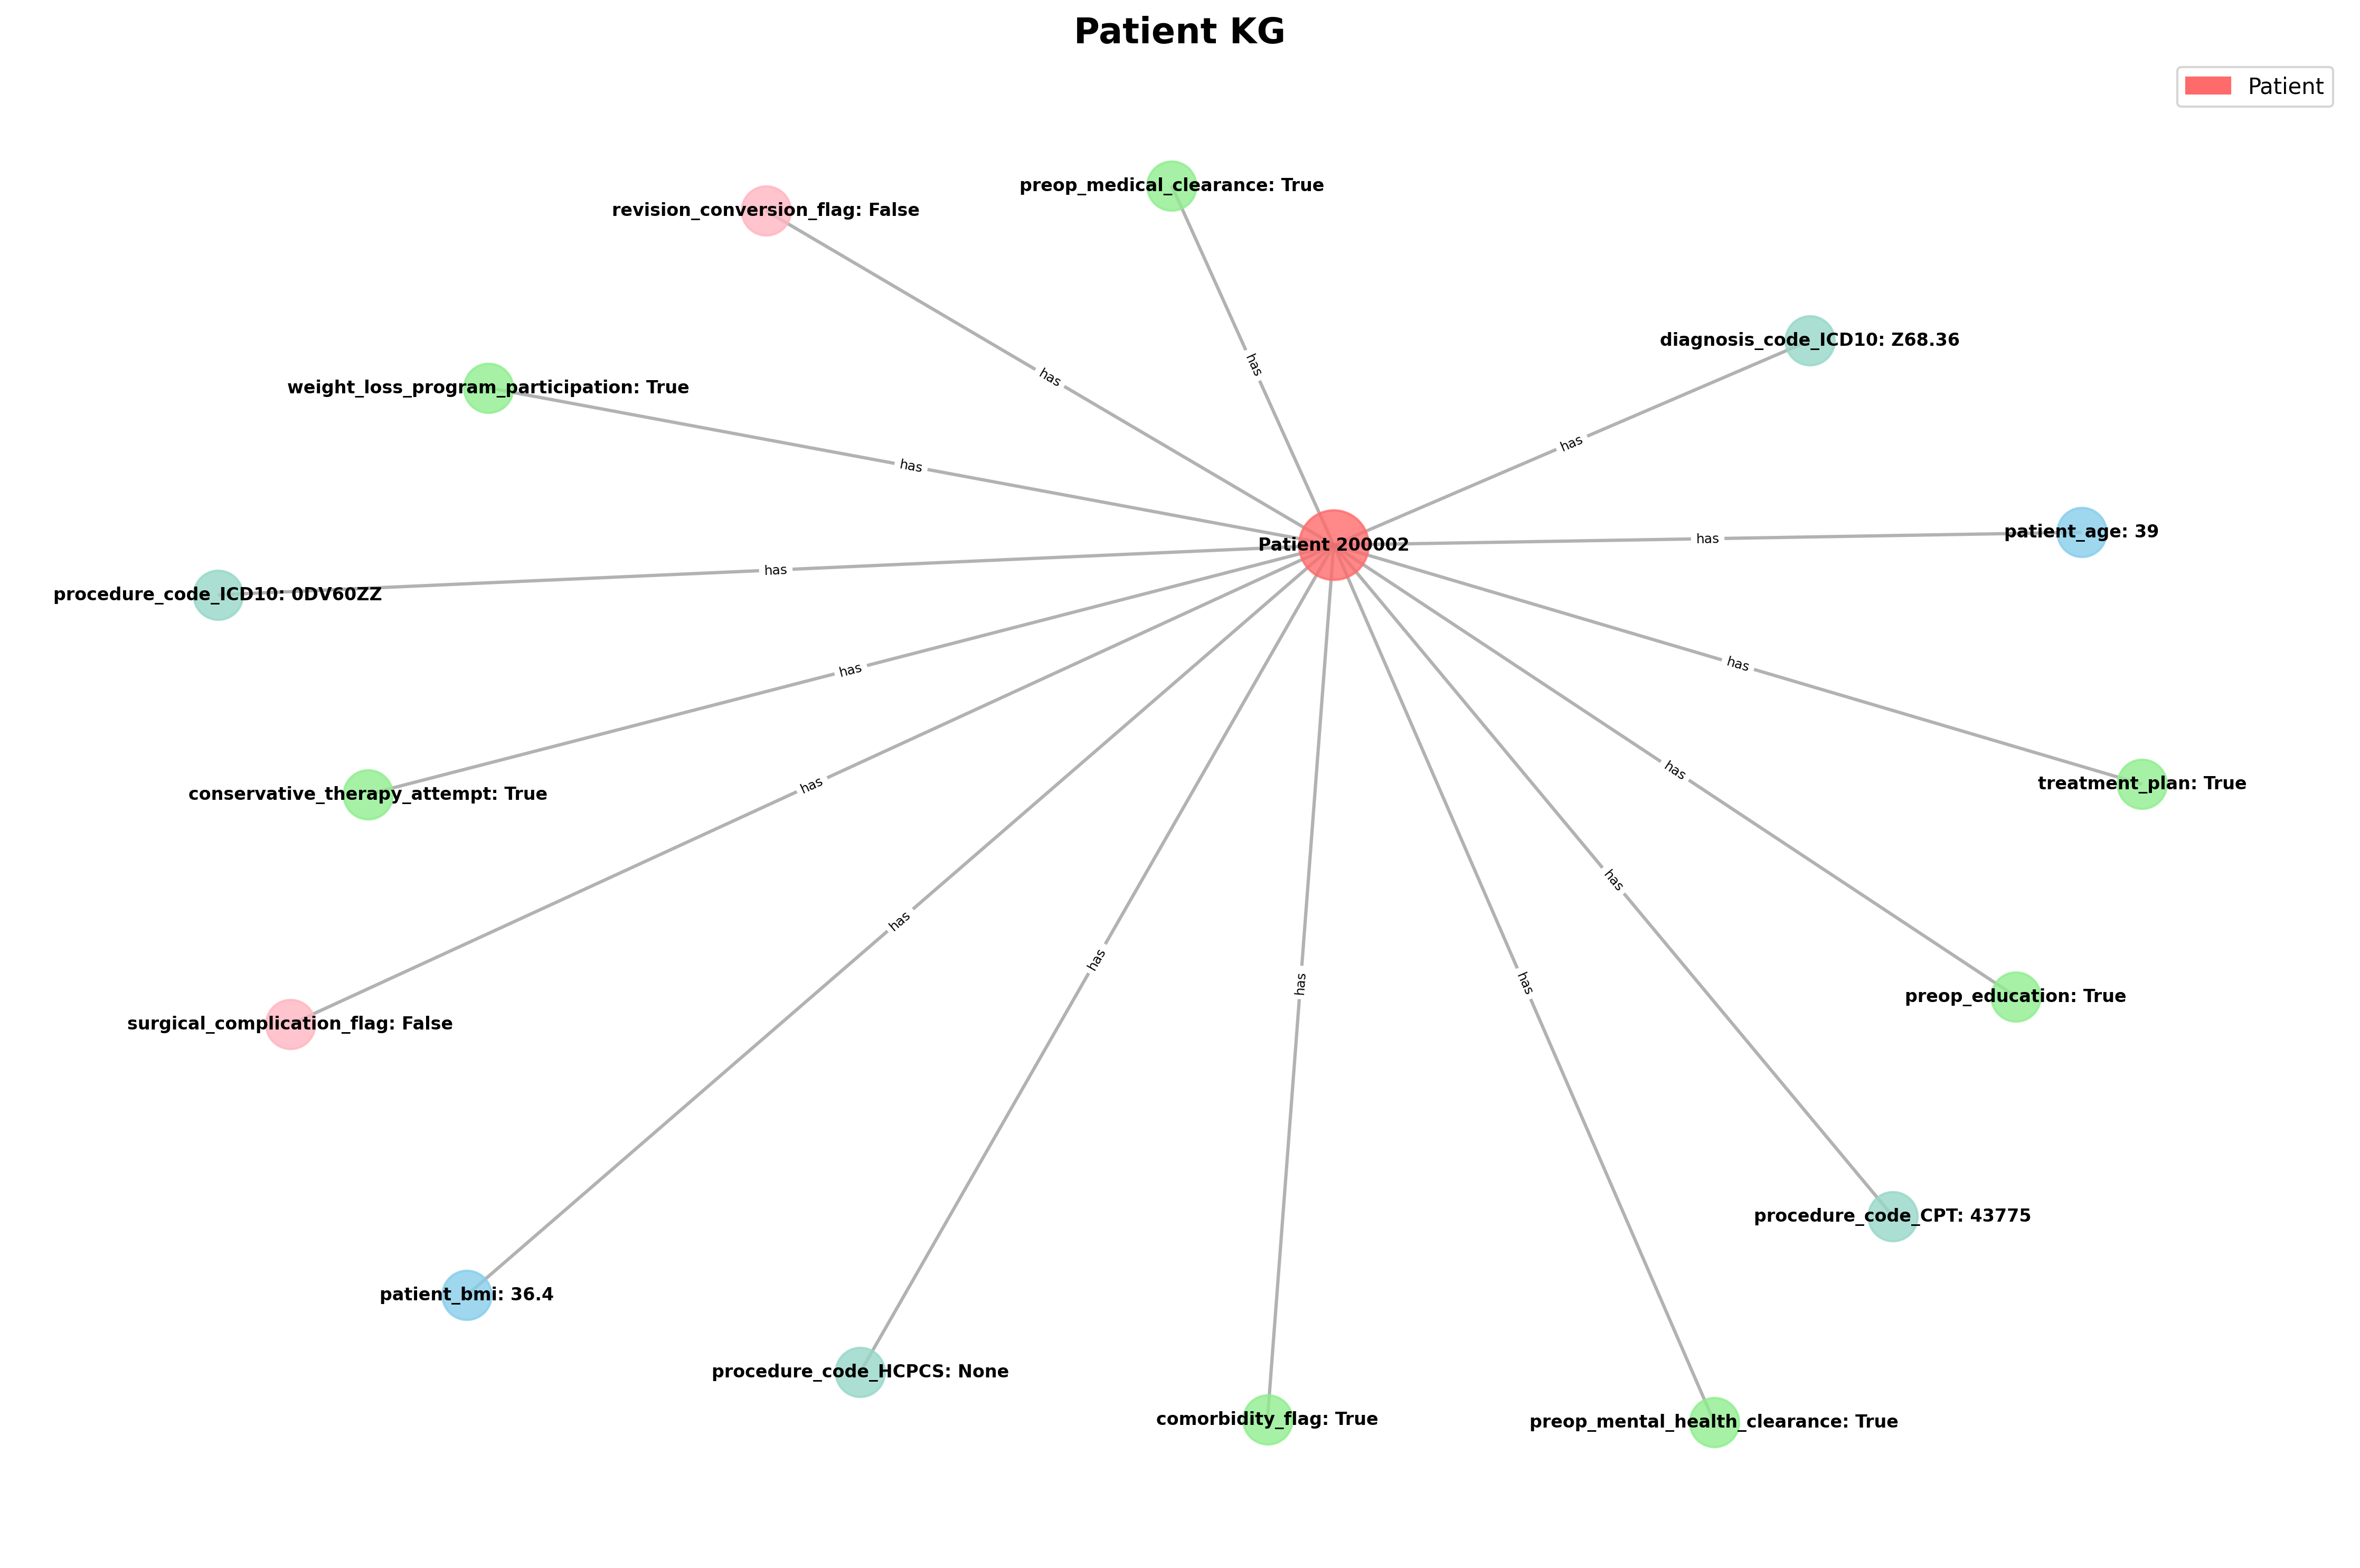 Patient KG
Patient
preop_medical_clearance: True
revision_conversion_flag: False
has
has
diagnosis_code_ICD10: Z68.36
weight_loss_program_participation: True
has
has
patient_age: 39
has
Patient 200002
has
procedure_code_ICD10: 0DV60ZZ
has
has
conservative_therapy_attempt: True
has
has
treatment_plan: True
has
has
preop_education: True
surgical_complication_flag: False
has
has
has
procedure_code_CPT: 43775
patient_bmi: 36.4
procedure_code_HCPCS: None
comorbidity_flag: True
preop_mental_health_clearance: True